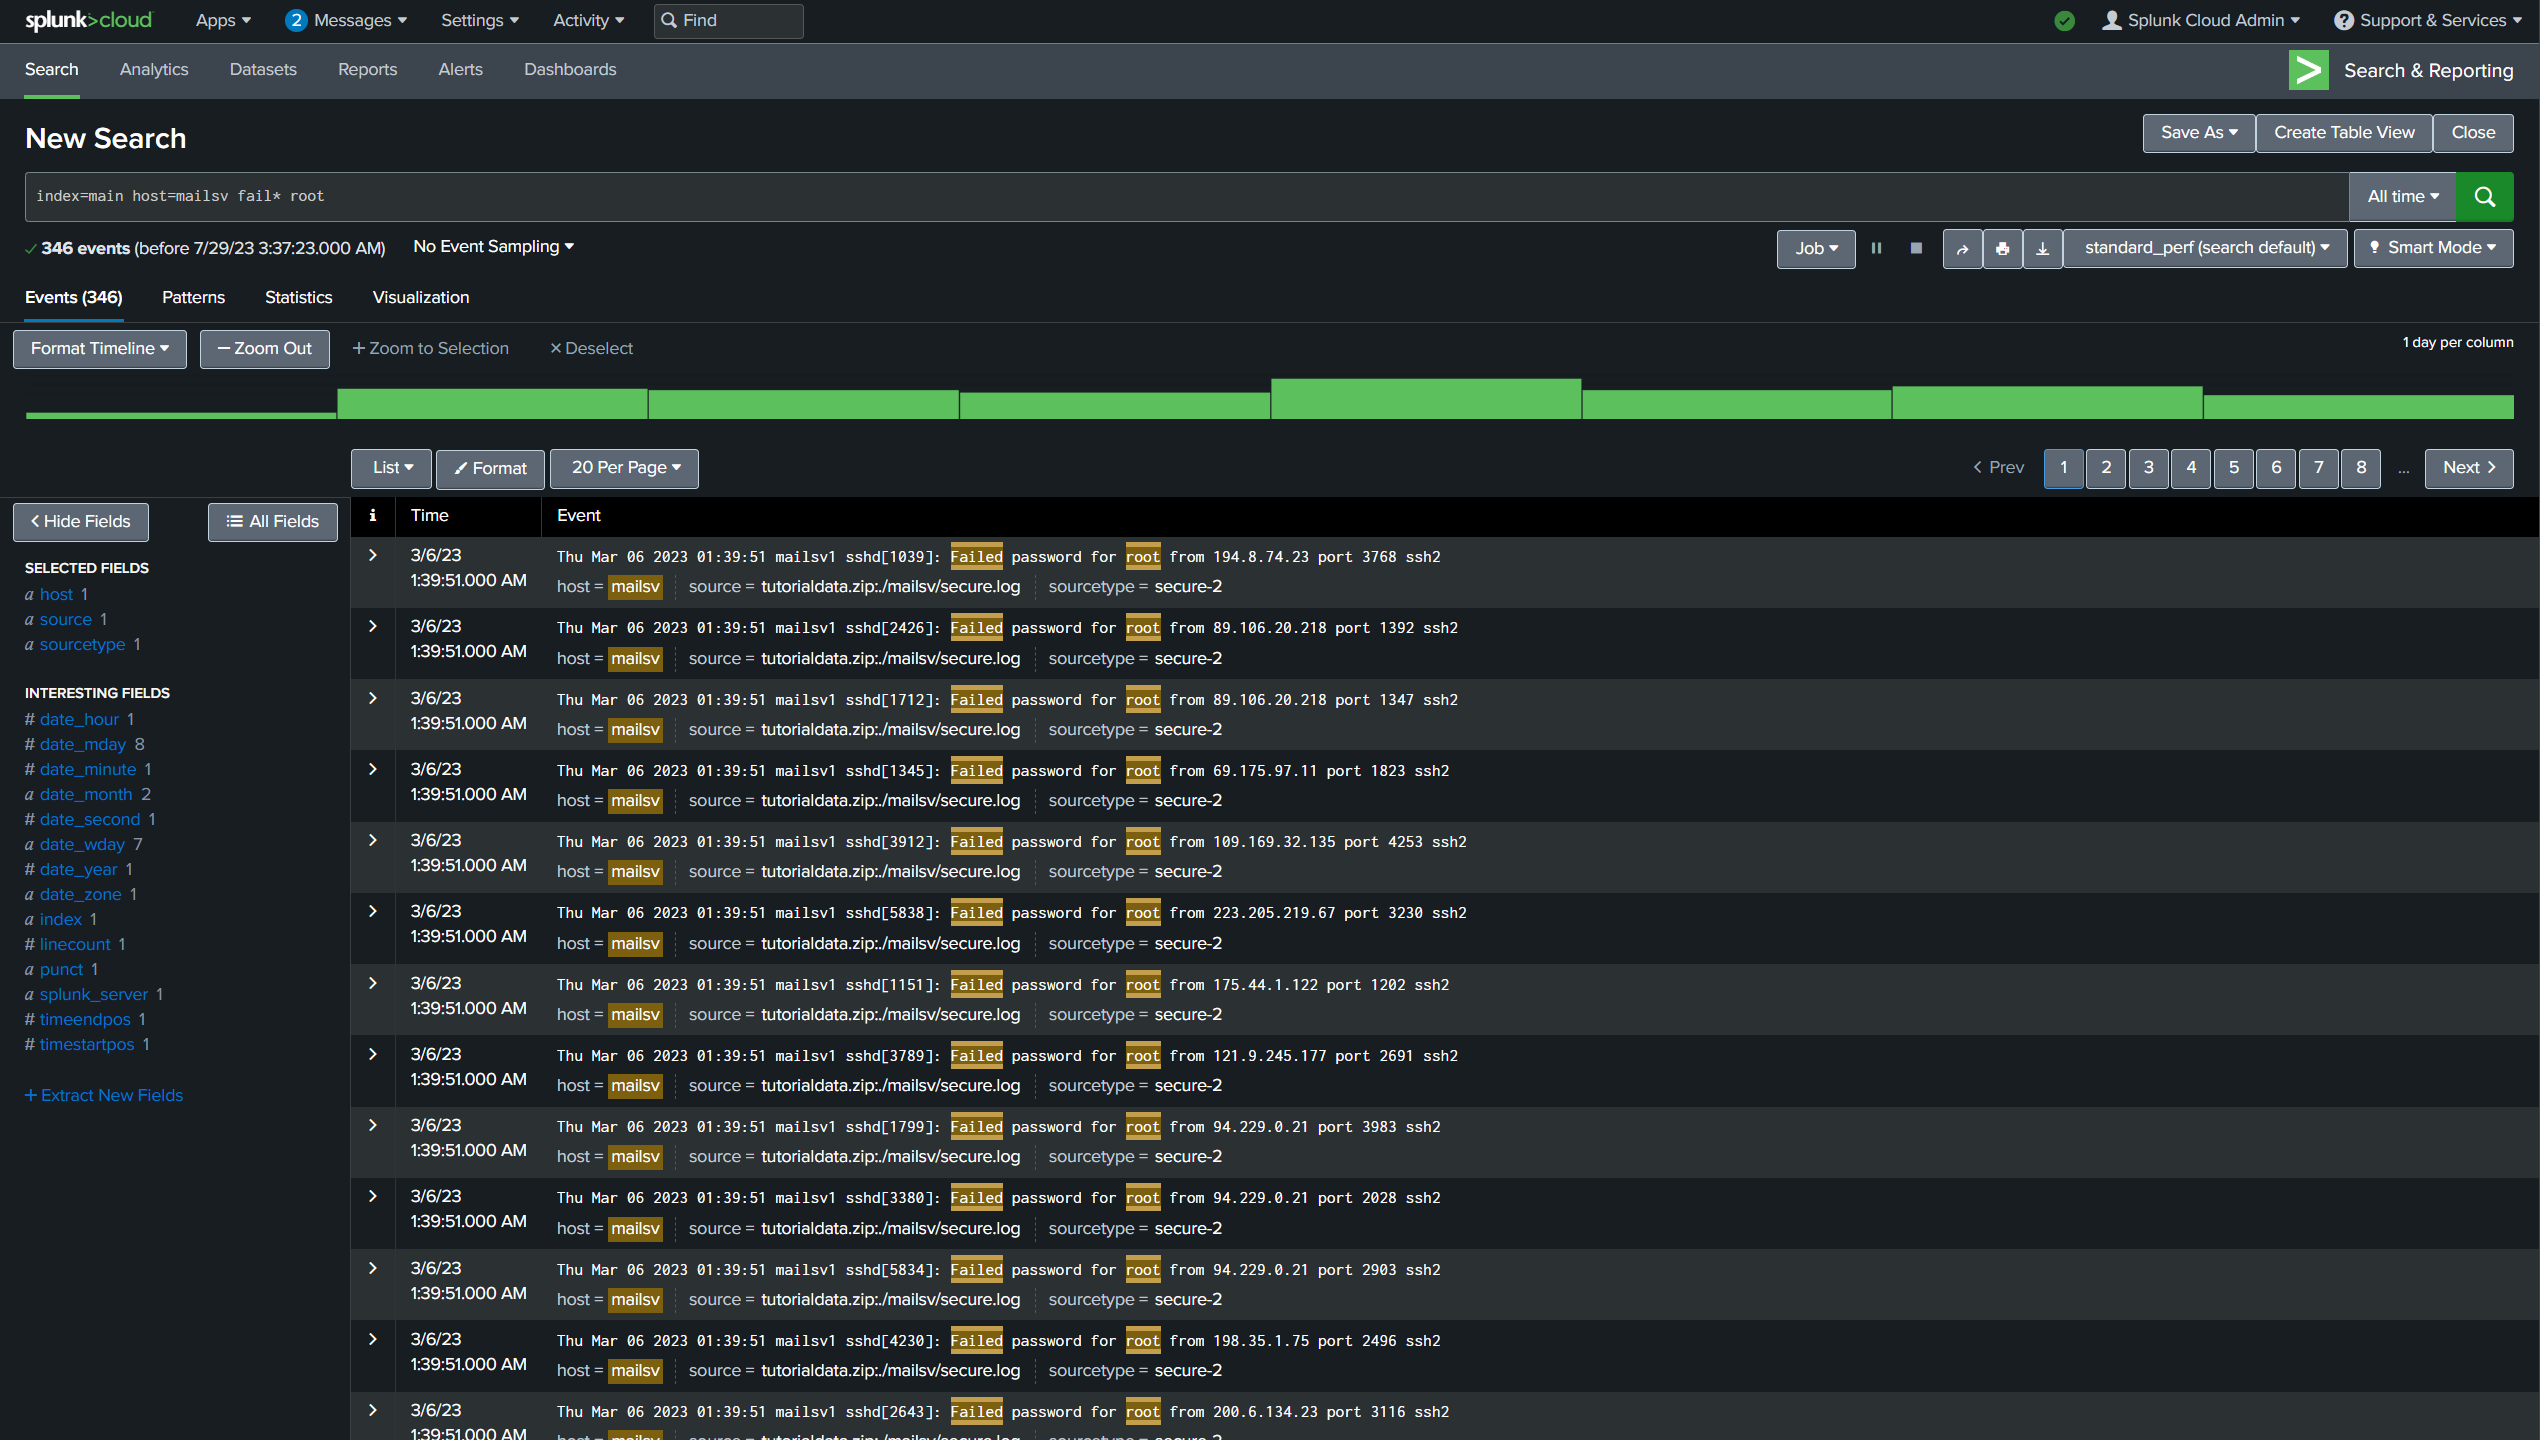 splunk>cloud Apps 2 Messages Settings Activity Find Splunk Cloud Admin ? Support & Services
Search Analytics Datasets Reports Alerts Dashboards > Search & Reporting
New Search Save As Create Table View Close
index=main host=mailsv fail* root All time
346 events (before 7/29/23 3:37:23.000 AM) No Event Sampling Job standard_perf (search default) Smart Mode
Events (346) Patterns Statistics Visualization
Format Timeline – Zoom Out + Zoom to Selection × Deselect 1 day per column
List Format 20 Per Page < Prev 1 2 3 4 5 6 7 8 ... Next >
< Hide Fields All Fields
i Time Event
SELECTED FIELDS
a host 1
a source 1
a sourcetype 1
INTERESTING FIELDS
# date_hour 1
# date_mday 8
# date_minute 1
a date_month 2
# date_second 1
a date_wday 7
# date_year 1
a date_zone 1
a index 1
# linecount 1
a punct 1
a splunk_server 1
# timeendpos 1
# timestartpos 1
+ Extract New Fields
> 3/6/23 Thu Mar 06 2023 01:39:51 mailsv1 sshd[1039]: Failed password for root from 194.8.74.23 port 3768 ssh2
1:39:51.000 AM host = mailsv source = tutorialdata.zip:./mailsv/secure.log sourcetype = secure-2
> 3/6/23 Thu Mar 06 2023 01:39:51 mailsv1 sshd[2426]: Failed password for root from 89.106.20.218 port 1392 ssh2
1:39:51.000 AM host = mailsv source = tutorialdata.zip:./mailsv/secure.log sourcetype = secure-2
> 3/6/23 Thu Mar 06 2023 01:39:51 mailsv1 sshd[1712]: Failed password for root from 89.106.20.218 port 1347 ssh2
1:39:51.000 AM host = mailsv source = tutorialdata.zip:./mailsv/secure.log sourcetype = secure-2
> 3/6/23 Thu Mar 06 2023 01:39:51 mailsv1 sshd[1345]: Failed password for root from 69.175.97.11 port 1823 ssh2
1:39:51.000 AM host = mailsv source = tutorialdata.zip:./mailsv/secure.log sourcetype = secure-2
> 3/6/23 Thu Mar 06 2023 01:39:51 mailsv1 sshd[3912]: Failed password for root from 109.169.32.135 port 4253 ssh2
1:39:51.000 AM host = mailsv source = tutorialdata.zip:./mailsv/secure.log sourcetype = secure-2
> 3/6/23 Thu Mar 06 2023 01:39:51 mailsv1 sshd[5838]: Failed password for root from 223.205.219.67 port 3230 ssh2
1:39:51.000 AM host = mailsv source = tutorialdata.zip:./mailsv/secure.log sourcetype = secure-2
> 3/6/23 Thu Mar 06 2023 01:39:51 mailsv1 sshd[1151]: Failed password for root from 175.44.1.122 port 1202 ssh2
1:39:51.000 AM host = mailsv source = tutorialdata.zip:./mailsv/secure.log sourcetype = secure-2
> 3/6/23 Thu Mar 06 2023 01:39:51 mailsv1 sshd[3789]: Failed password for root from 121.9.245.177 port 2691 ssh2
1:39:51.000 AM host = mailsv source = tutorialdata.zip:./mailsv/secure.log sourcetype = secure-2
> 3/6/23 Thu Mar 06 2023 01:39:51 mailsv1 sshd[1799]: Failed password for root from 94.229.0.21 port 3983 ssh2
1:39:51.000 AM host = mailsv source = tutorialdata.zip:./mailsv/secure.log sourcetype = secure-2
> 3/6/23 Thu Mar 06 2023 01:39:51 mailsv1 sshd[3380]: Failed password for root from 94.229.0.21 port 2028 ssh2
1:39:51.000 AM host = mailsv source = tutorialdata.zip:./mailsv/secure.log sourcetype = secure-2
> 3/6/23 Thu Mar 06 2023 01:39:51 mailsv1 sshd[5834]: Failed password for root from 94.229.0.21 port 2903 ssh2
1:39:51.000 AM host = mailsv source = tutorialdata.zip:./mailsv/secure.log sourcetype = secure-2
> 3/6/23 Thu Mar 06 2023 01:39:51 mailsv1 sshd[4230]: Failed password for root from 198.35.1.75 port 2496 ssh2
1:39:51.000 AM host = mailsv source = tutorialdata.zip:./mailsv/secure.log sourcetype = secure-2
> 3/6/23 Thu Mar 06 2023 01:39:51 mailsv1 sshd[2643]: Failed password for root from 200.6.134.23 port 3116 ssh2
1:39:51.000 AM host = mailsv source = tutorialdata.zip:./mailsv/secure.log sourcetype = secure-2